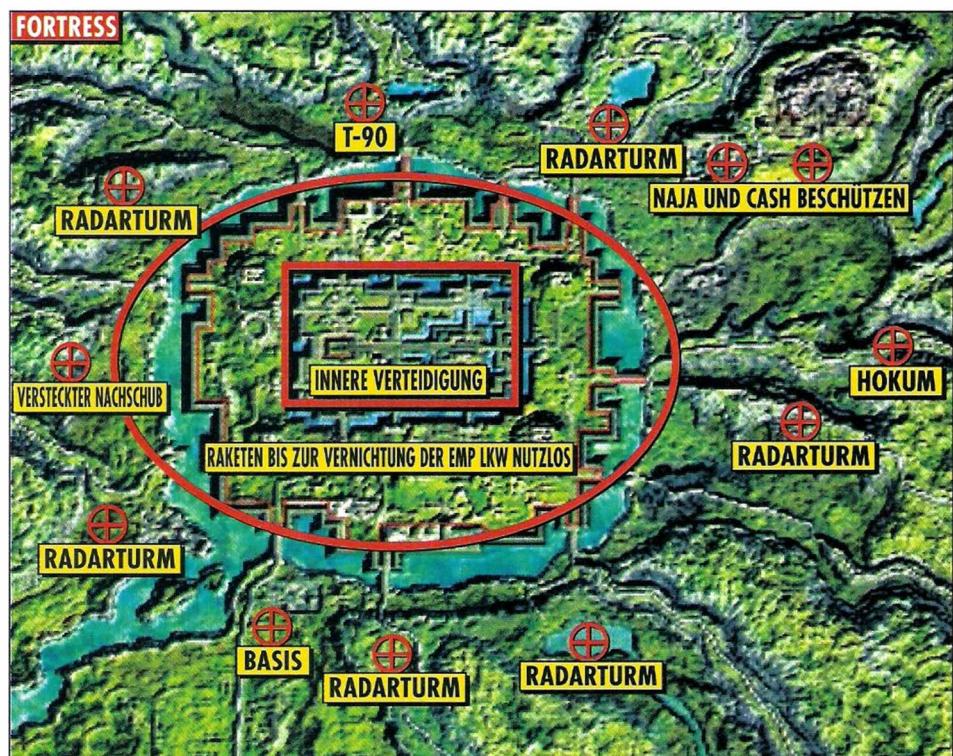 FORTRESS
T-90
RADARTURM
NAJA UND CASH BESCHÜTZEN
RADARTURM
INNERE VERTEIDIGUNG
HOKUM
VERSTECKTER NACHSCHUB
RADARTURM
RAKETEN BIS ZUR VERNICHTUNG DER EMP LKW NUTZLOS
RADARTURM
BASIS
RADARTURM
RADARTURM